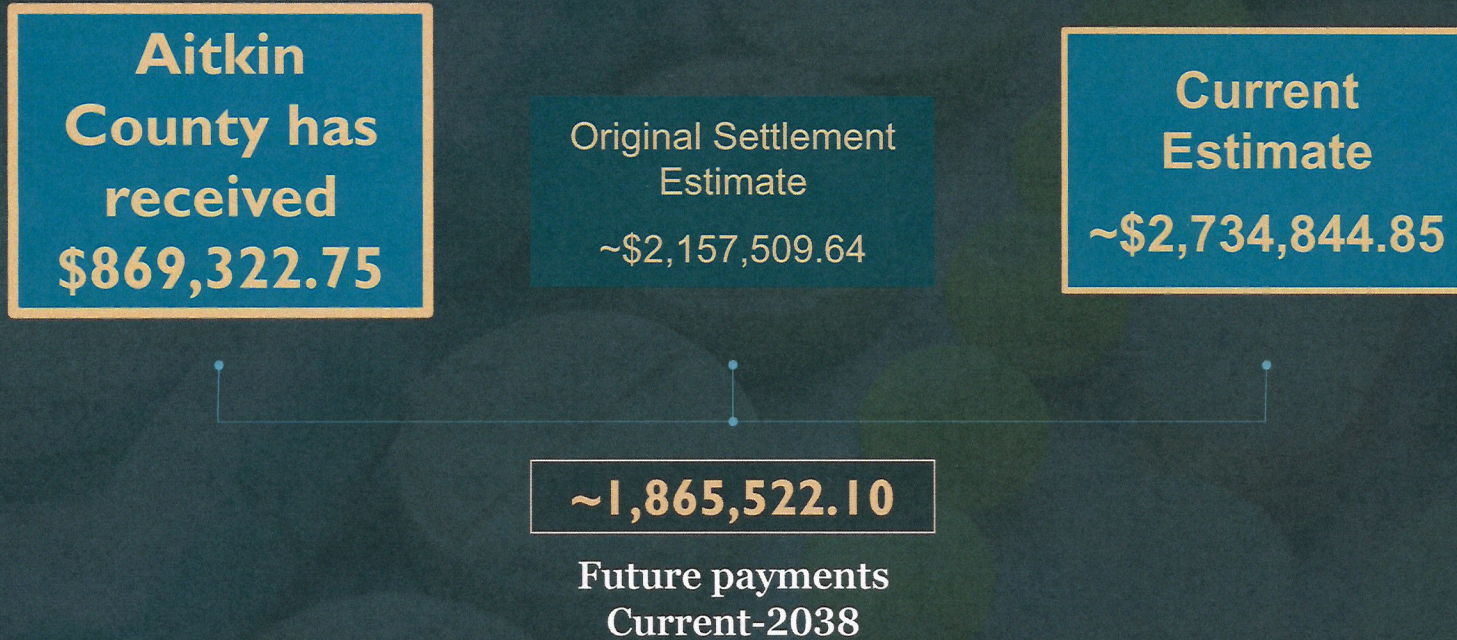 Aitkin
County has
received
$869,322.75
Original Settlement
Estimate
~$2,157,509.64
Current
Estimate
~$2,734,844.85
~1,865,522.10
Future payments
Current-2038